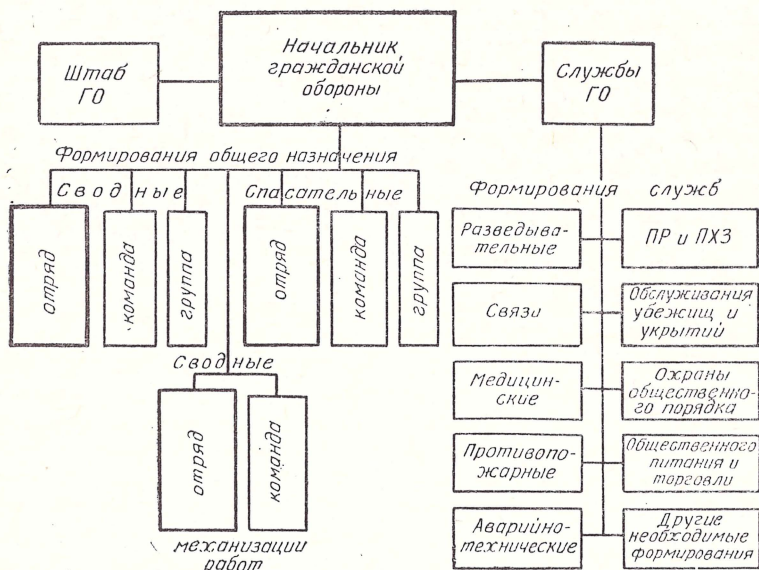 Начальник
гражданской
обороны
Штаб
ГО
Службы
ГО
Формирования общего назначения
Сводные
Спасательные
отряд
команда
группа
отряд
команда
группа
Сводные
отряд
команда
механизации
работ
Формирования служб
Разведыва-
тельные
ПР и ПХЗ
Связи
Обслуживания
убежищ и
укрытий
Медицин-
ские
Охраны
общественно-
го порядка
Противопо-
жарные
Общественного
питания и
торговли
Аварийно-
технические
Другие
необходимые
формирования